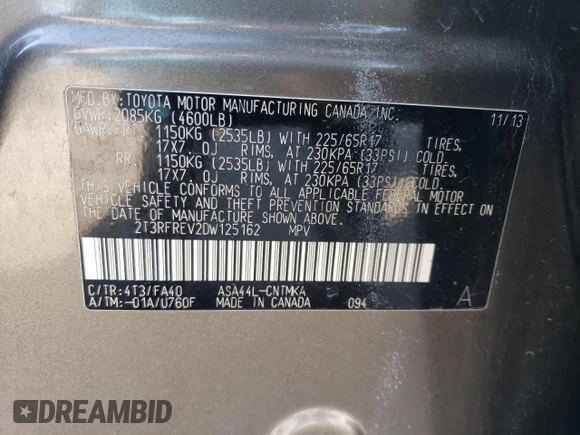 MFD.BY:TOYOTA MOTOR MANUFACTURING CANADA INC. 11/13
GVWR:2085KG (4600LB)
GAWR:FRT. 1150KG (2535LB) WITH 225/65R17 TIRES,
17X7.0J RIMS, AT 230KPA (33PSI) COLD.
RR. 1150KG (2535LB) WITH 225/65R17 TIRES,
17X7.0J RIMS, AT 230KPA (33PSI) COLD.
THIS VEHICLE CONFORMS TO ALL APPLICABLE FEDERAL MOTOR
VEHICLE SAFETY AND THEFT PREVENTION STANDARDS IN EFFECT
ON THE DATE OF MANUFACTURE SHOWN ABOVE.
2T3RFREV2DW125162 MPV
C/TR:4T3/FA40 ASA44L-CNTMKA A
A/TM:-01A/U760F MADE IN CANADA 094
DREAMBID